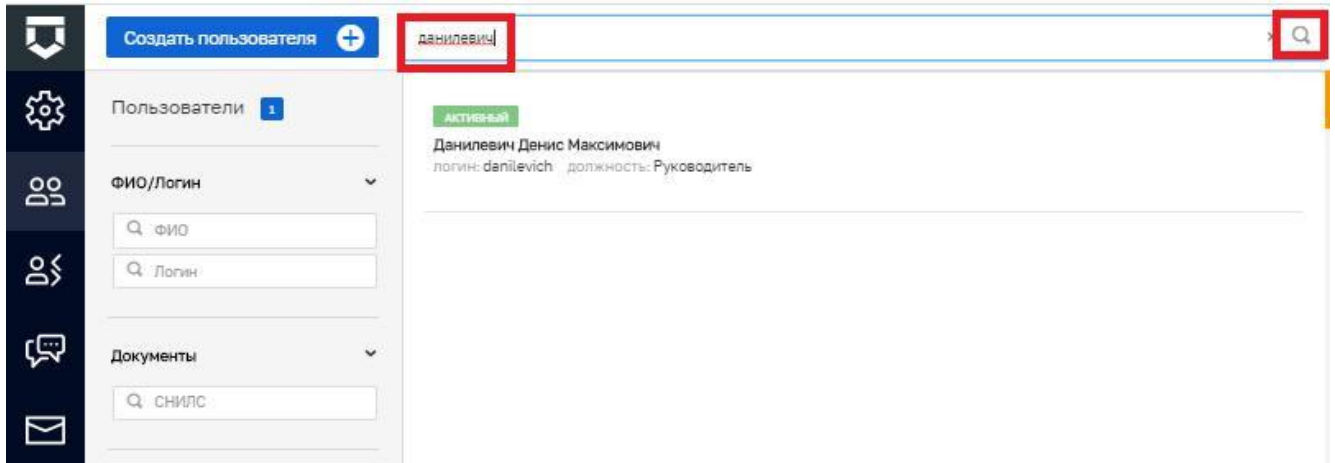 Создать пользователя
данилевич
Пользователи 1
АКТИВНЫЙ
Данилевич Денис Максимович
логин: danilevich должность: Руководитель
ФИО/Логин
ФИО
Логин
Документы
СНИЛС